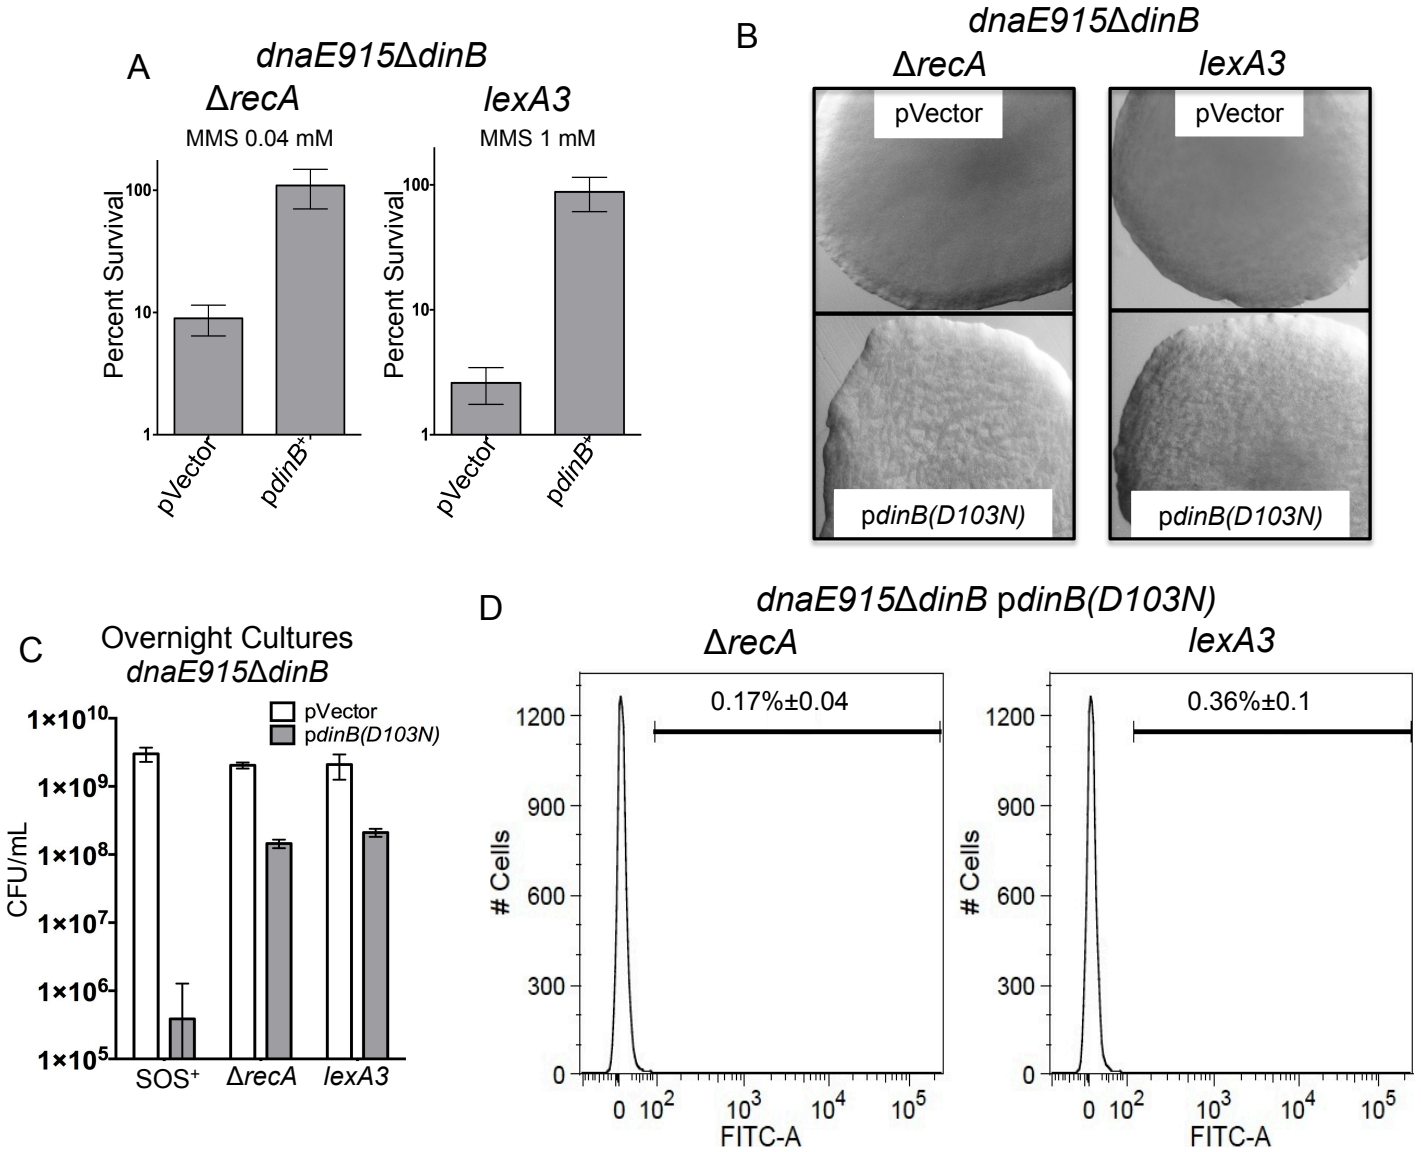 A
dnaE915ΔdinB
ΔrecA
lexA3
MMS 0.04 mM
MMS 1 mM
Percent Survival
100
10
1
pVector
pdinB⁺
Percent Survival
100
10
1
pVector
pdinB⁺
B
dnaE915ΔdinB
ΔrecA
lexA3
pVector
pVector
pdinB(D103N)
pdinB(D103N)
C
Overnight Cultures
dnaE915ΔdinB
pVector
pdinB(D103N)
CFU/mL
1×10¹⁰
1×10⁹
1×10⁸
1×10⁷
1×10⁶
1×10⁵
SOS⁺
ΔrecA
lexA3
D
dnaE915ΔdinB pdinB(D103N)
ΔrecA
lexA3
0.17%±0.04
# Cells
1200
900
600
300
0
0 10² 10³ 10⁴ 10⁵
FITC-A
0.36%±0.1
# Cells
1200
900
600
300
0
0 10² 10³ 10⁴ 10⁵
FITC-A